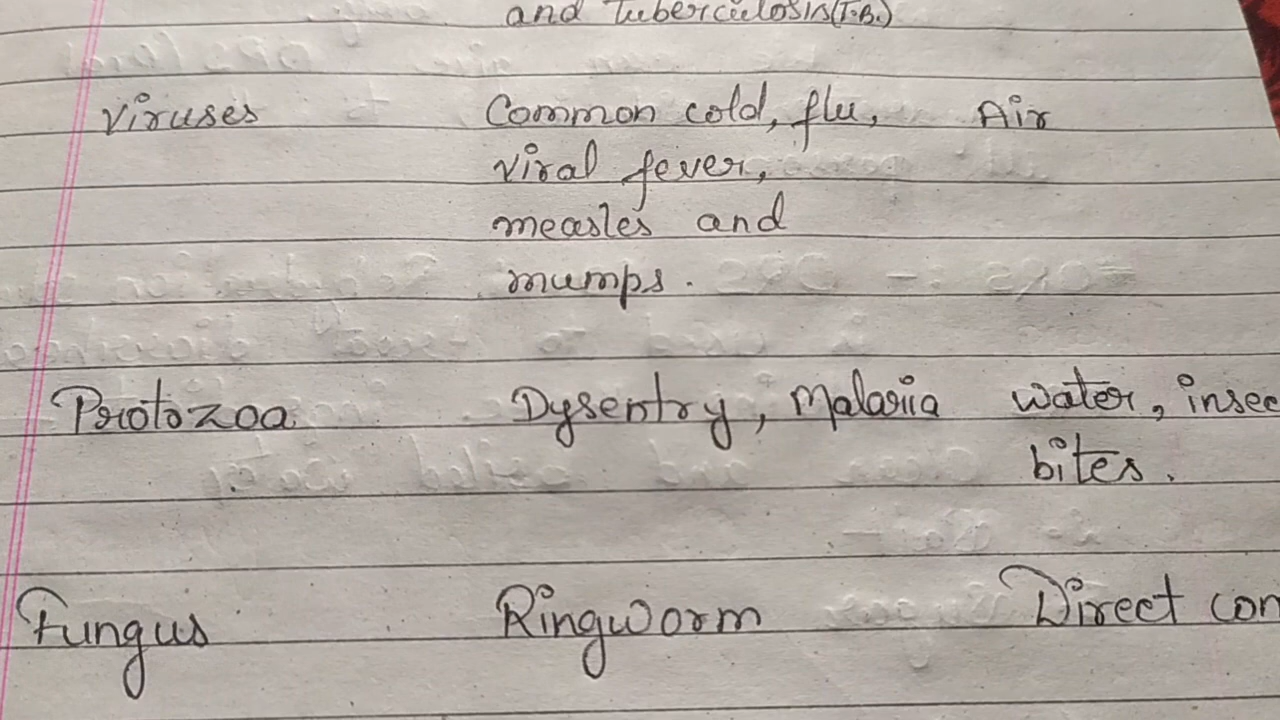 and Tuberculosis(T.B.)
Viruses Common cold, flu, Air
viral fever,
measles and
mumps.
Protozoa Dysentry, Malaria water, insec
bites.
Fungus Ringworm Direct con